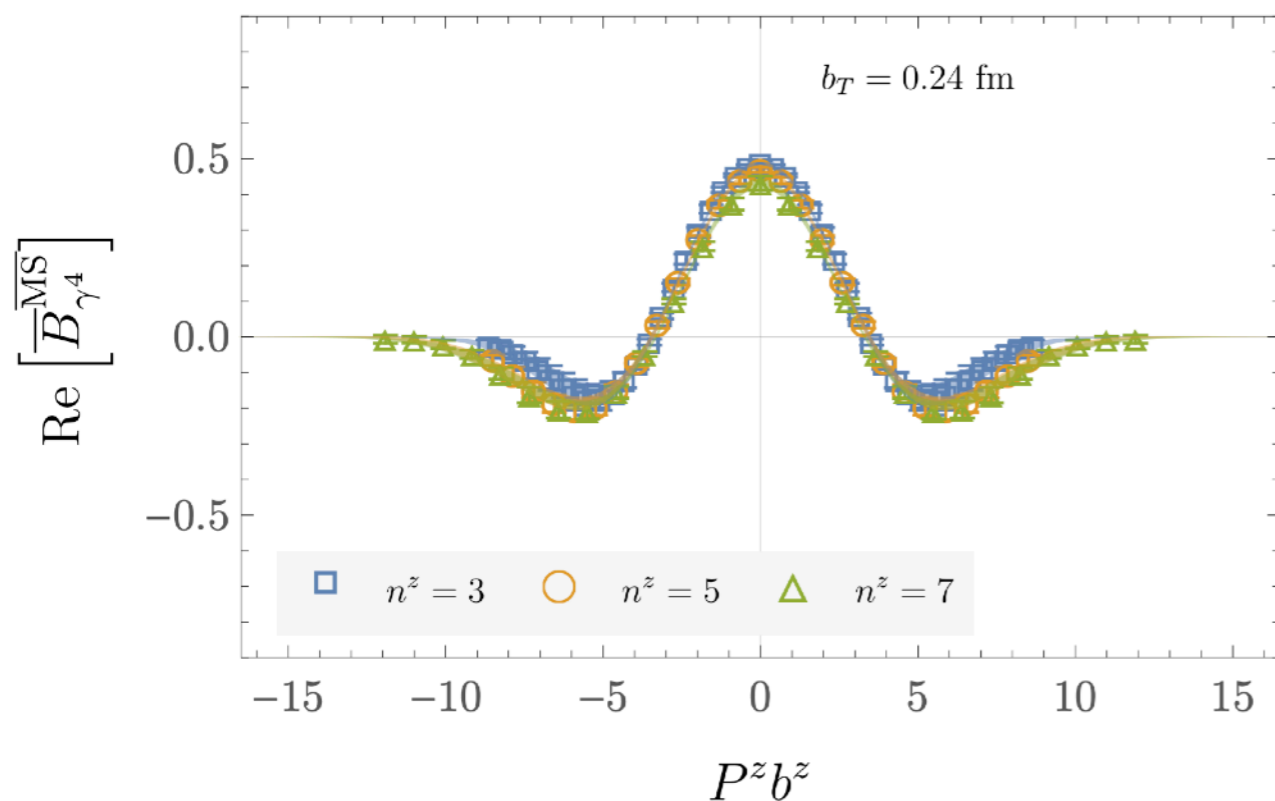 b_T = 0.24 fm
0.5
0.0
−0.5
Re [ \overline{B}^{\overline{MS}}_{γ^4} ]
n^z = 3
n^z = 5
n^z = 7
−15 −10 −5 0 5 10 15
P^z b^z